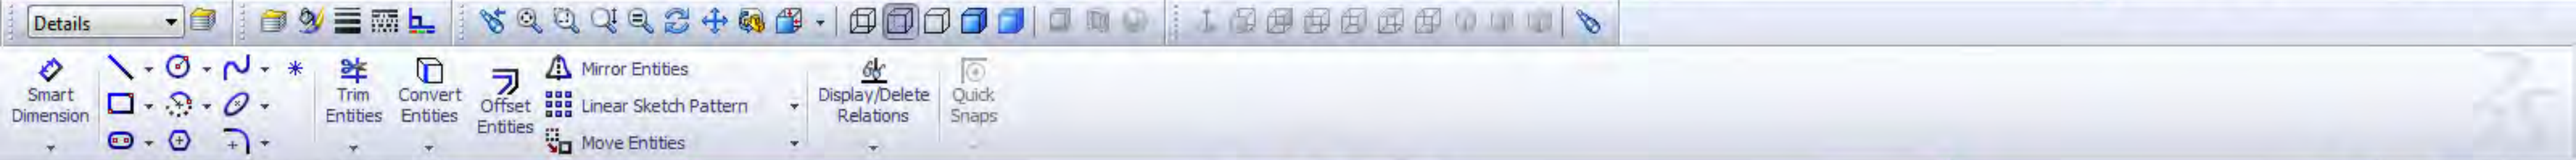 Details
Smart
Dimension
Trim
Entities
Convert
Entities
Offset
Entities
Mirror Entities
Linear Sketch Pattern
Move Entities
Display/Delete
Relations
Quick
Snaps